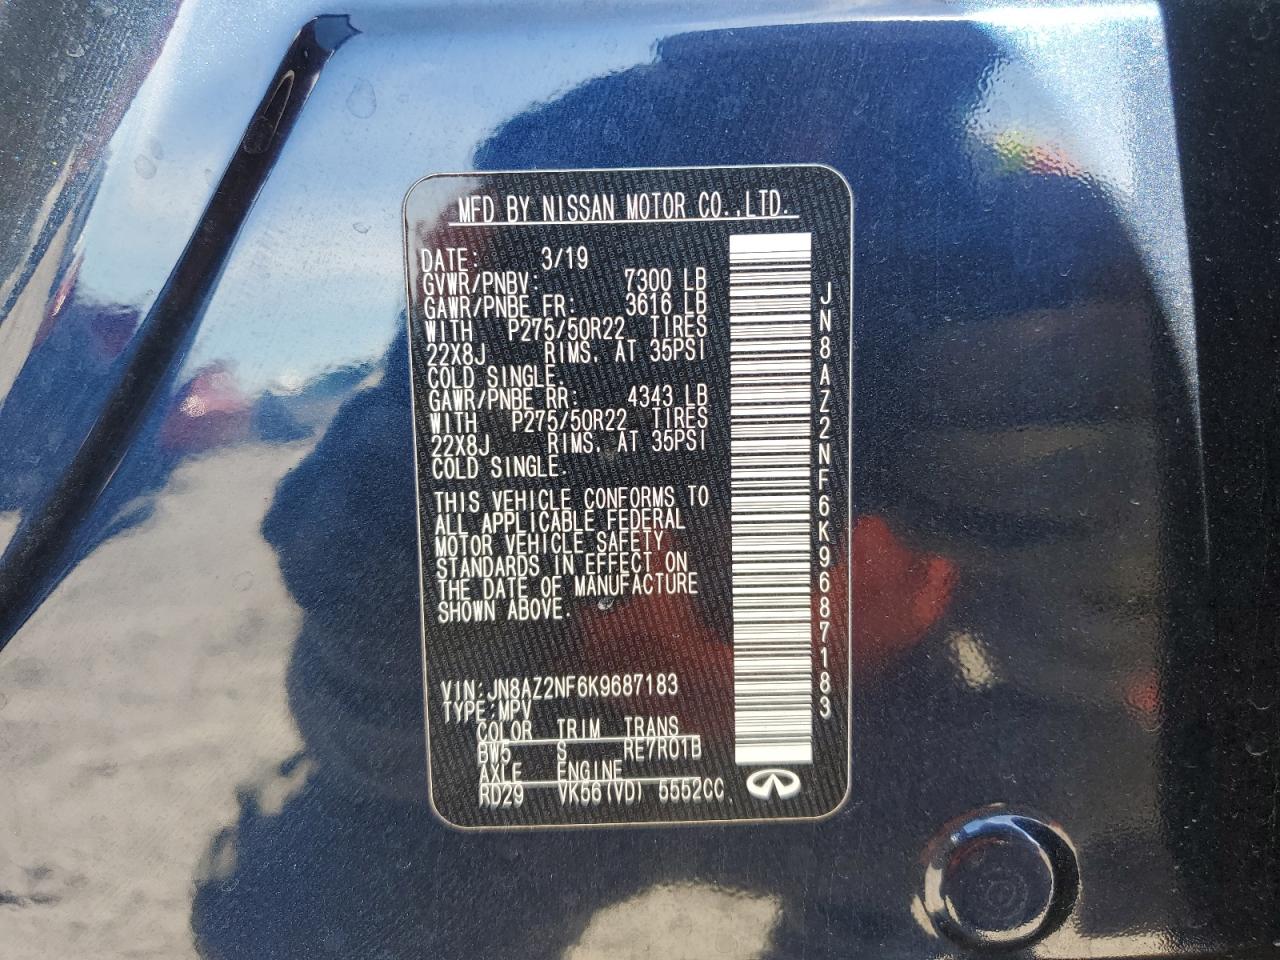 MFD BY NISSAN MOTOR CO.,LTD.
DATE: 3/19
GVWR/PNBV: 7300 LB
GAWR/PNBE FR: 3616 LB
WITH P275/50R22 TIRES
22X8J RIMS, AT 35PSI
COLD SINGLE.
GAWR/PNBE RR: 4343 LB
WITH P275/50R22 TIRES
22X8J RIMS, AT 35PSI
COLD SINGLE.
THIS VEHICLE CONFORMS TO
ALL APPLICABLE FEDERAL
MOTOR VEHICLE SAFETY
STANDARDS IN EFFECT ON
THE DATE OF MANUFACTURE
SHOWN ABOVE.
VIN:JN8AZ2NF6K9687183
TYPE:MPV
COLOR TRIM TRANS
BW5 S RE7R01B
AXLE ENGINE
RD29 VK56(VD) 5552CC
JN8AZ2NF6K9687183